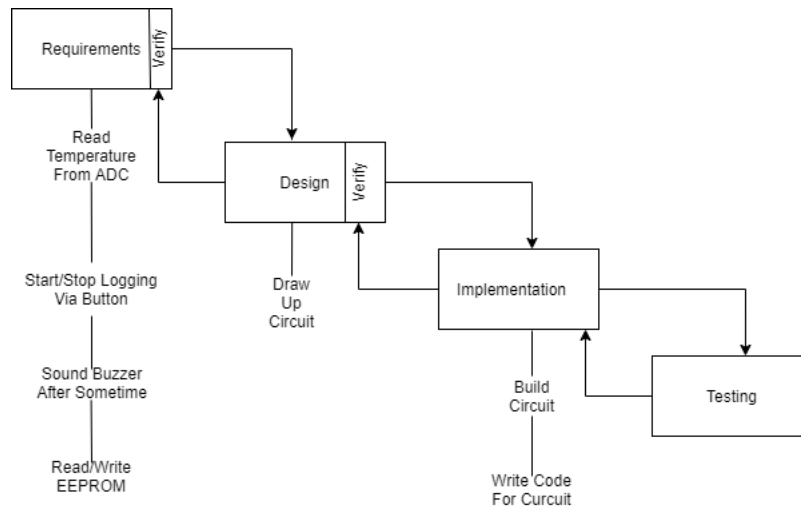 Requirements
Verify
Read
Temperature
From ADC
Start/Stop Logging
Via Button
Sound Buzzer
After Sometime
Read/Write
EEPROM
Design
Verify
Draw
Up
Circuit
Implementation
Build
Circuit
Write Code
For Curcuit
Testing